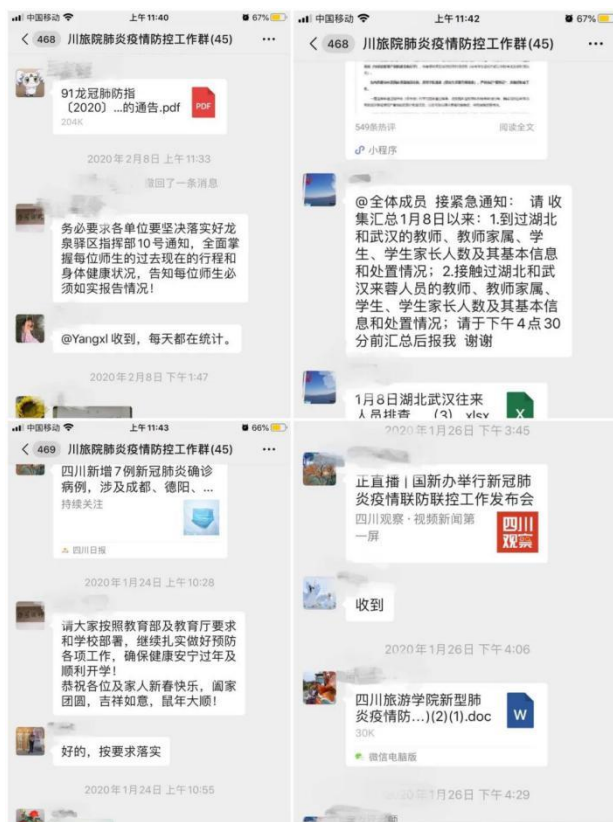 中国移动
上午11:40
67%
468
川旅院肺炎疫情防控工作群(45)
91龙冠肺防指
〔2020〕...的通告.pdf
PDF
204K
2020年2月8日 上午11:33
撤回了一条消息
务必要求各单位要坚决落实好龙
泉驿区指挥部10号通知，全面掌
握每位师生的过去现在的行程和
身体健康状况，告知每位师生必
须如实报告情况！
@Yangxl 收到，每天都在统计。
2020年2月8日 下午1:47
中国移动
上午11:42
67%
468
川旅院肺炎疫情防控工作群(45)
549条热评
阅读全文
小程序
@全体成员 接紧急通知： 请 收
集汇总1月8日以来：1.到过湖北
和武汉的教师、教师家属、学
生、学生家长人数及其基本信息
和处置情况；2.接触过湖北和武
汉来蓉人员的教师、教师家属、
学生、学生家长人数及其基本信
息和处置情况；请于下午4点30
分前汇总后报我 谢谢
1月8日湖北武汉往来
人员排查...(3)...xlsx
X
中国移动
上午11:43
66%
469
川旅院肺炎疫情防控工作群(45)
四川新增7例新冠肺炎确诊
病例，涉及成都、德阳、...
持续关注
四川日报
2020年1月24日 上午10:28
请大家按照教育部及教育厅要求
和学校部署，继续扎实做好预防
各项工作，确保健康安宁过年及
顺利开学！
恭祝各位及家人新春快乐，阖家
团圆，吉祥如意，鼠年大顺！
好的，按要求落实
2020年1月24日 上午10:55
2020年1月26日 下午3:45
正直播 | 国新办举行新冠肺
炎疫情联防联控工作发布会
四川观察·视频新闻第
一屏
四川
观察
收到
2020年1月26日 下午4:06
四川旅游学院新型肺
炎疫情防...)(2)(1).doc
W
30K
微信电脑版
2020年1月26日 下午4:29